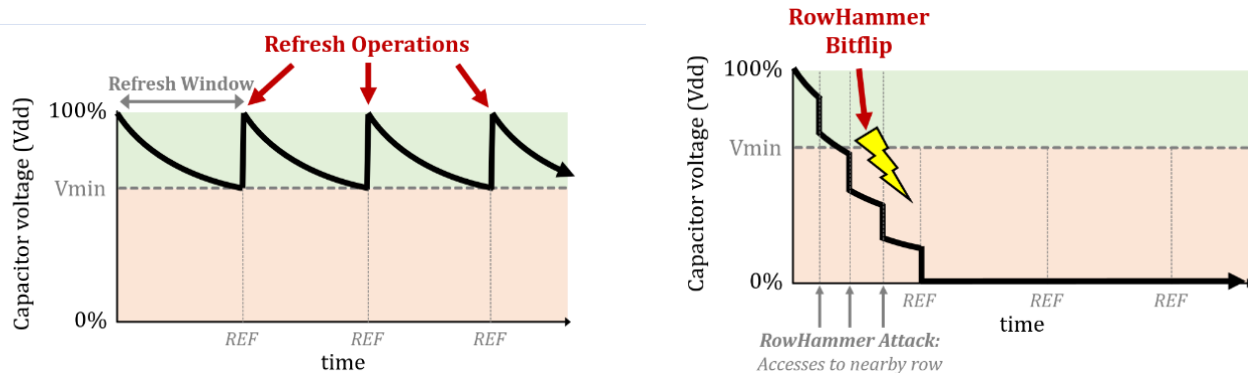 Refresh Operations
Refresh Window
100%
Vmin
0%
Capacitor voltage (Vdd)
REF
REF
REF
time
RowHammer
Bitflip
100%
Vmin
0%
Capacitor voltage (Vdd)
REF
REF
REF
time
RowHammer Attack:
Accesses to nearby row